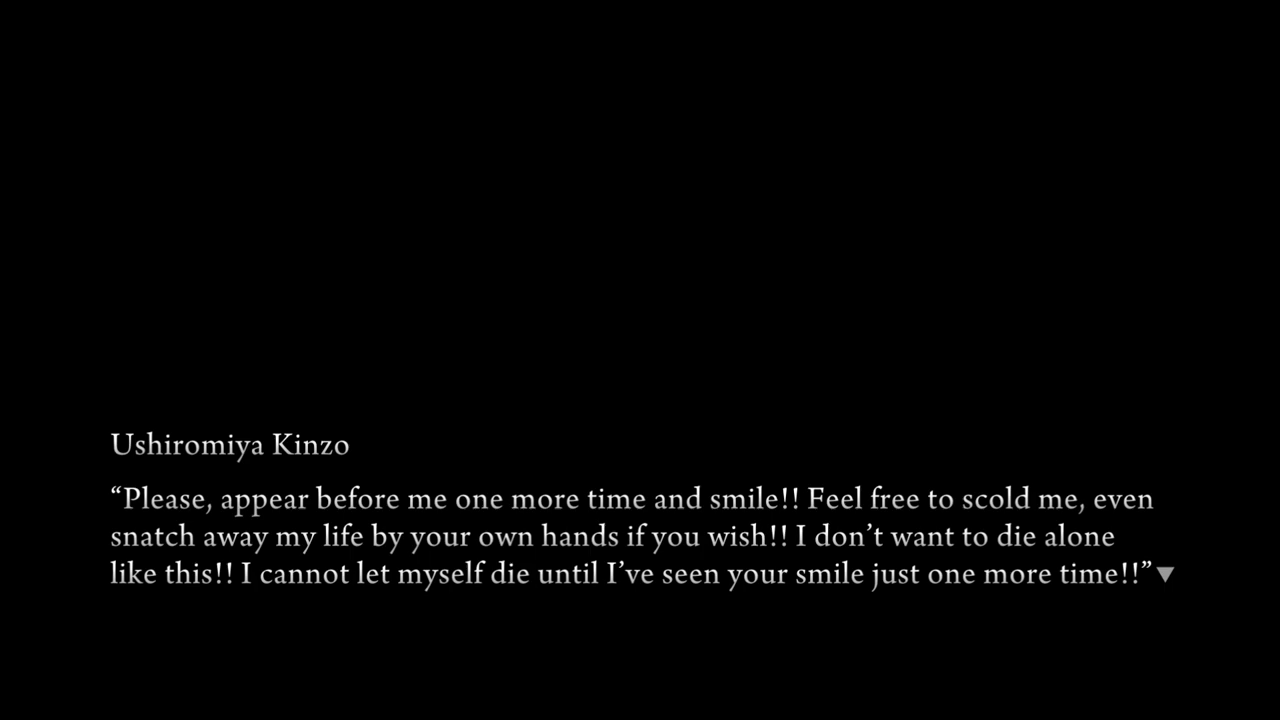 Ushiromiya Kinzo
“Please, appear before me one more time and smile!! Feel free to scold me, even
snatch away my life by your own hands if you wish!! I don’t want to die alone
like this!! I cannot let myself die until I’ve seen your smile just one more time!!”